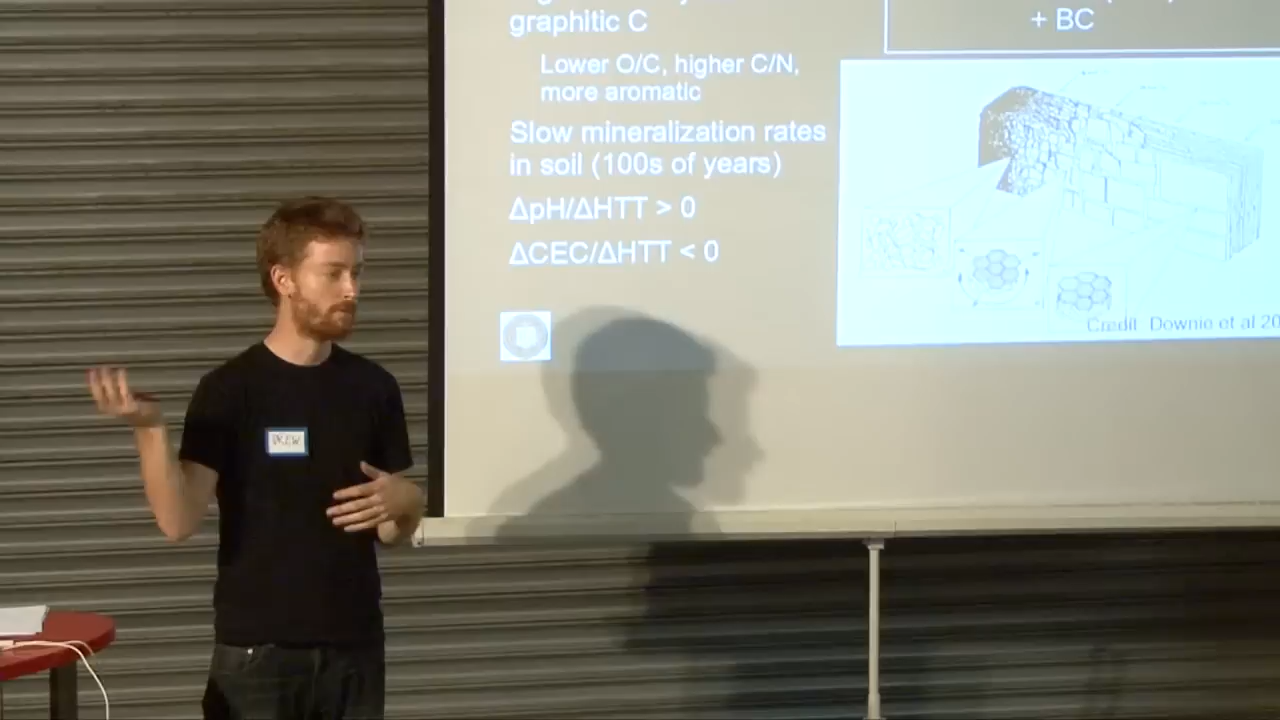 graphitic C
Lower O/C, higher C/N,
more aromatic
Slow mineralization rates
in soil (100s of years)
ΔpH/ΔHTT > 0
ΔCEC/ΔHTT < 0
+ BC
Credit Downie et al 20
DREW